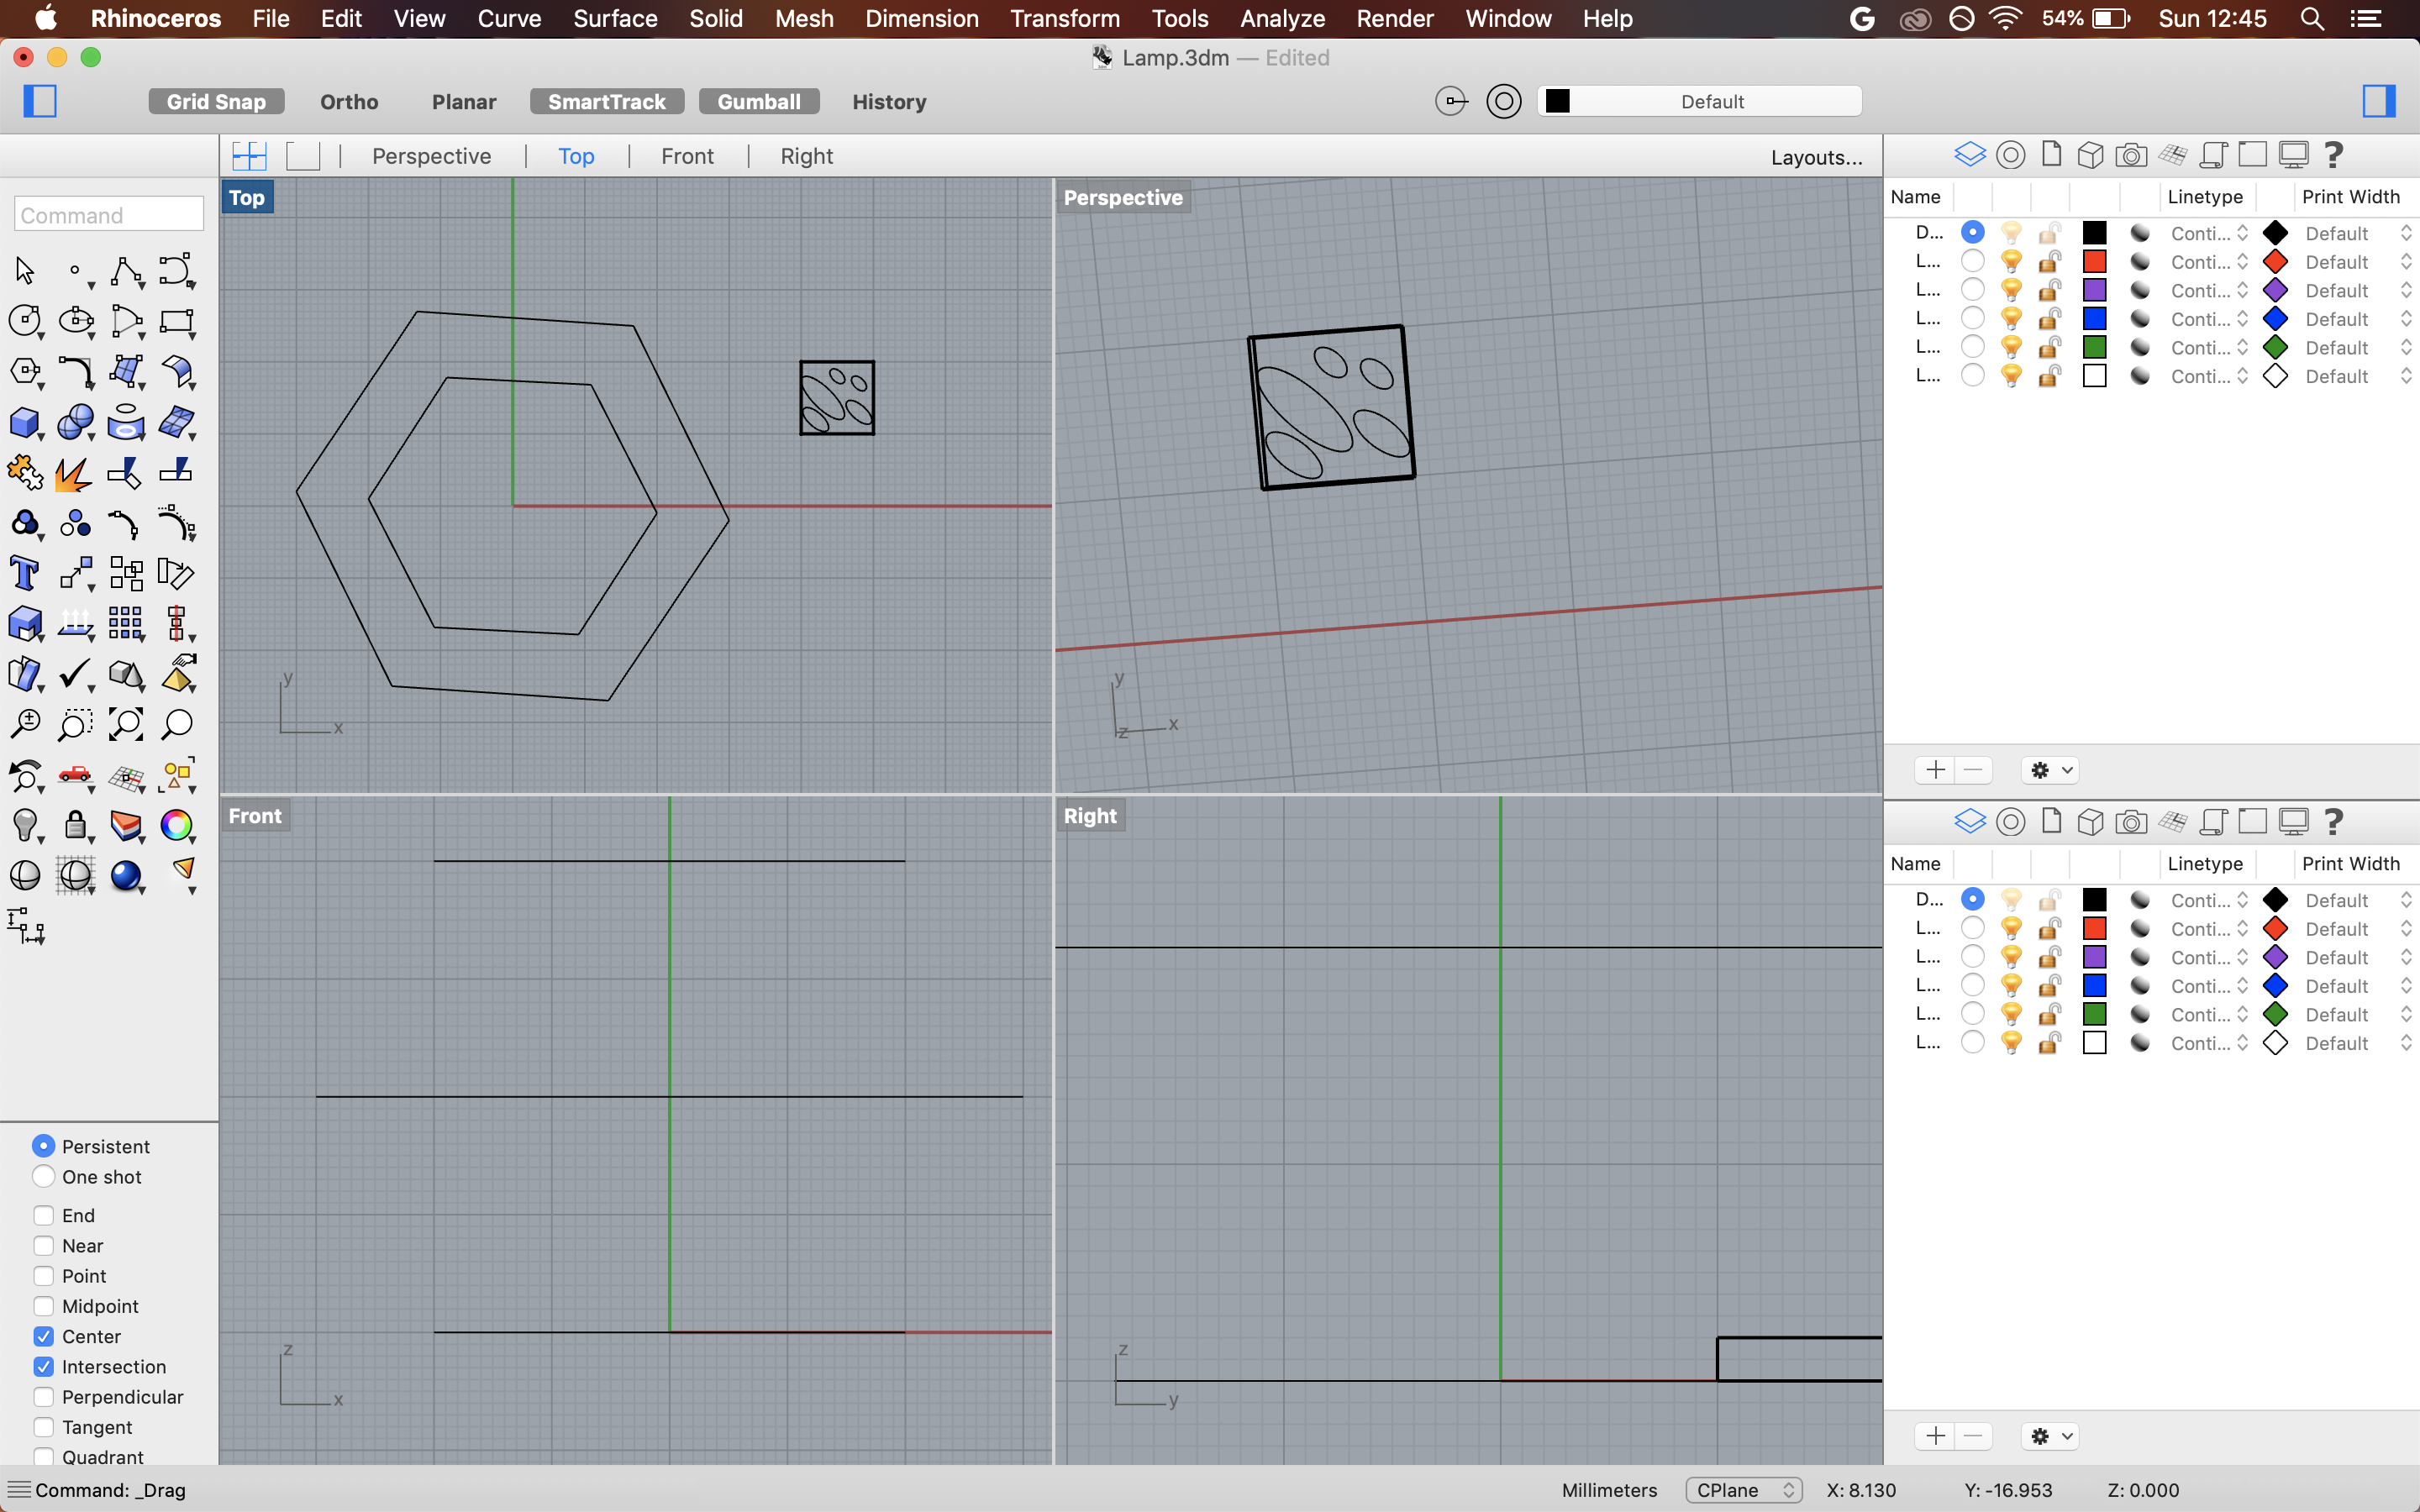 Rhinoceros File Edit View Curve Surface Solid Mesh Dimension Transform Tools Analyze Render Window Help 54% Sun 12:45
Lamp.3dm — Edited
Grid Snap Ortho Planar SmartTrack Gumball History Default
Perspective Top Front Right Layouts...
Command
Top
y
x
Perspective
y
z x
Front
z
x
Right
z
y
Name Linetype Print Width
D... Conti... Default
L... Conti... Default
L... Conti... Default
L... Conti... Default
L... Conti... Default
L... Conti... Default
Name Linetype Print Width
D... Conti... Default
L... Conti... Default
L... Conti... Default
L... Conti... Default
L... Conti... Default
L... Conti... Default
Persistent
One shot
End
Near
Point
Midpoint
Center
Intersection
Perpendicular
Tangent
Quadrant
Command: _Drag Millimeters CPlane X: 8.130 Y: -16.953 Z: 0.000